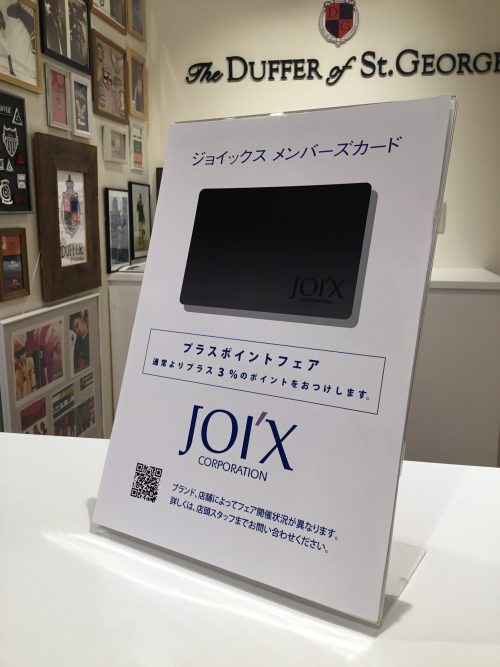 The DUFFER of ST.GEORGE
ジョイックス メンバーズカード
JOI'X
CORPORATION
プラスポイントフェア
通常よりプラス3%のポイントをおつけします。
JOI'X
CORPORATION
ブランド、店舗によってフェア開催状況が異なります。
詳しくは、店頭スタッフまでお問い合わせください。
DUFFER